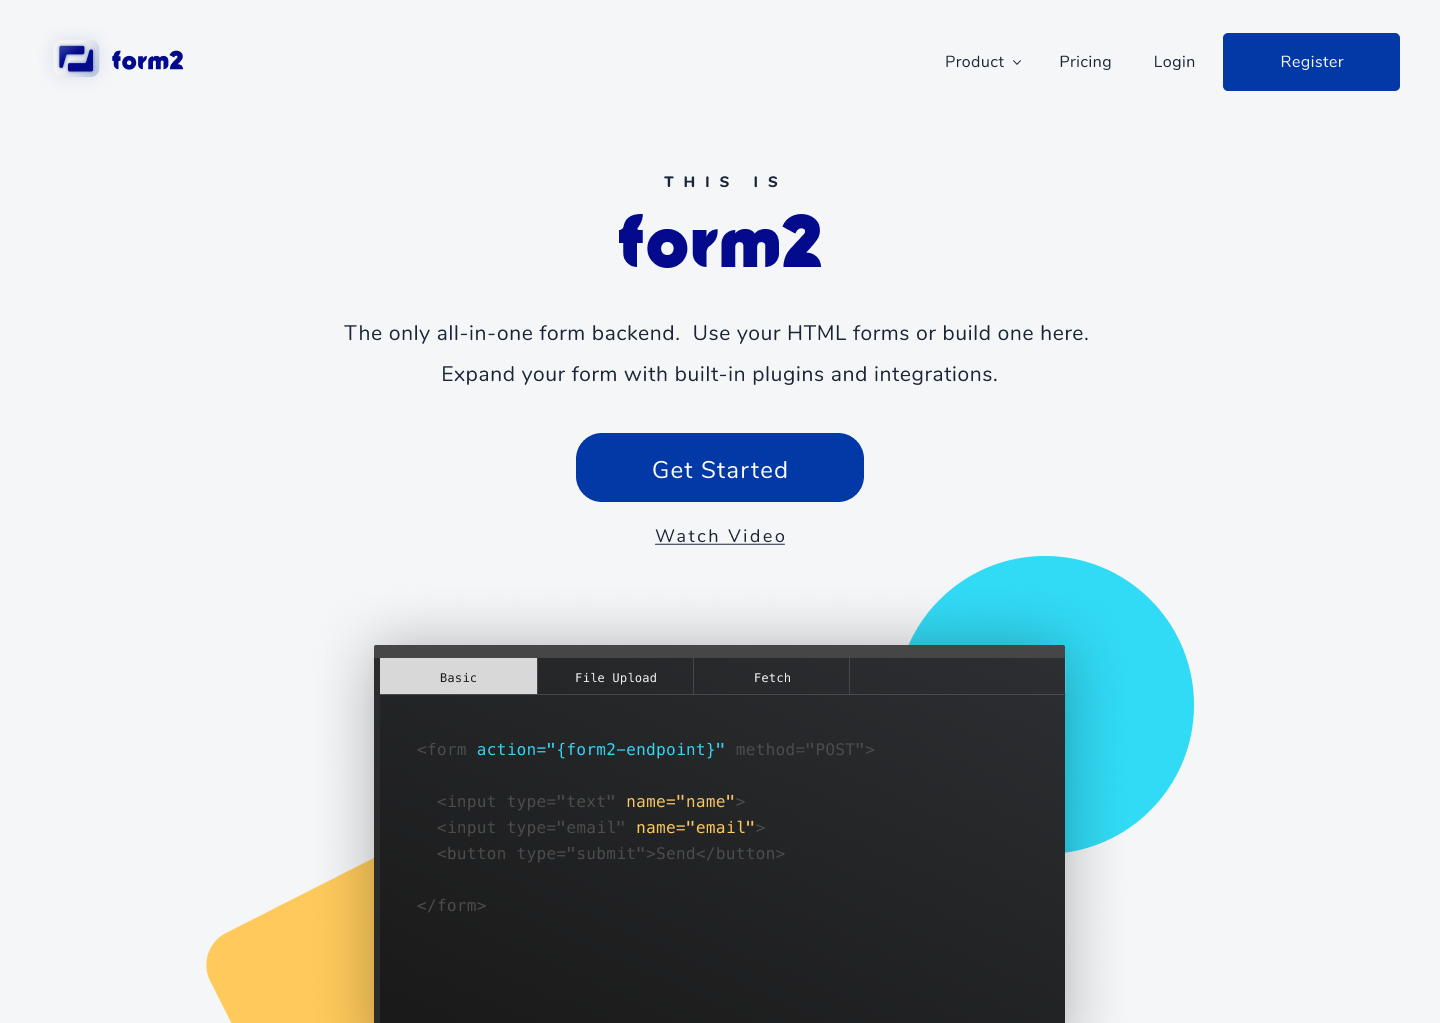 form2
Product
Pricing
Login
Register
THIS IS
form2
The only all-in-one form backend.  Use your HTML forms or build one here.
Expand your form with built-in plugins and integrations.
Get Started
Watch Video
Basic
File Upload
Fetch
<form action="{form2-endpoint}" method="POST">
<input type="text" name="name">
<input type="email" name="email">
<button type="submit">Send</button>
</form>